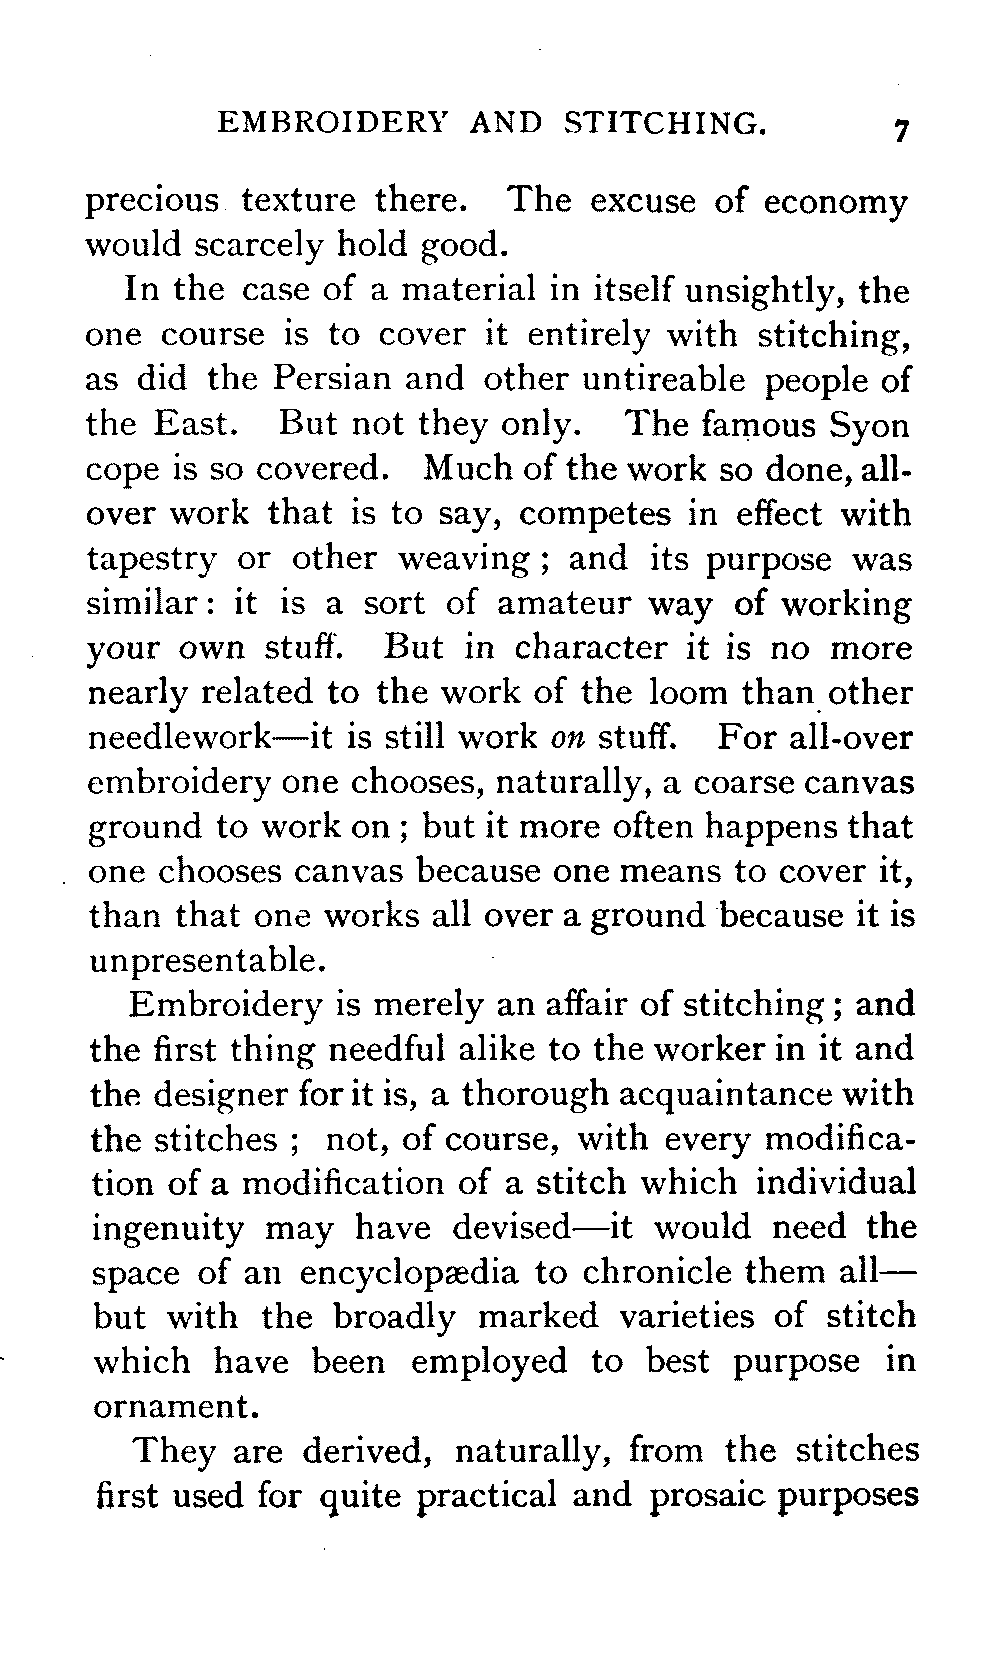 EMBROIDERY AND STITCHING. 7
precious texture there. The excuse of economy
would scarcely hold good.
In the case of a material in itself unsightly, the
one course is to cover it entirely with stitching,
as did the Persian and other untireable people of
the East. But not they only. The famous Syon
cope is so covered. Much of the work so done, all-
over work that is to say, competes in effect with
tapestry or other weaving ; and its purpose was
similar : it is a sort of amateur way of working
your own stuff. But in character it is no more
nearly related to the work of the loom than other
needlework—it is still work on stuff. For all-over
embroidery one chooses, naturally, a coarse canvas
ground to work on ; but it more often happens that
one chooses canvas because one means to cover it,
than that one works all over a ground because it is
unpresentable.
Embroidery is merely an affair of stitching ; and
the first thing needful alike to the worker in it and
the designer for it is, a thorough acquaintance with
the stitches ; not, of course, with every modifica-
tion of a modification of a stitch which individual
ingenuity may have devised—it would need the
space of an encyclopædia to chronicle them all—
but with the broadly marked varieties of stitch
which have been employed to best purpose in
ornament.
They are derived, naturally, from the stitches
first used for quite practical and prosaic purposes